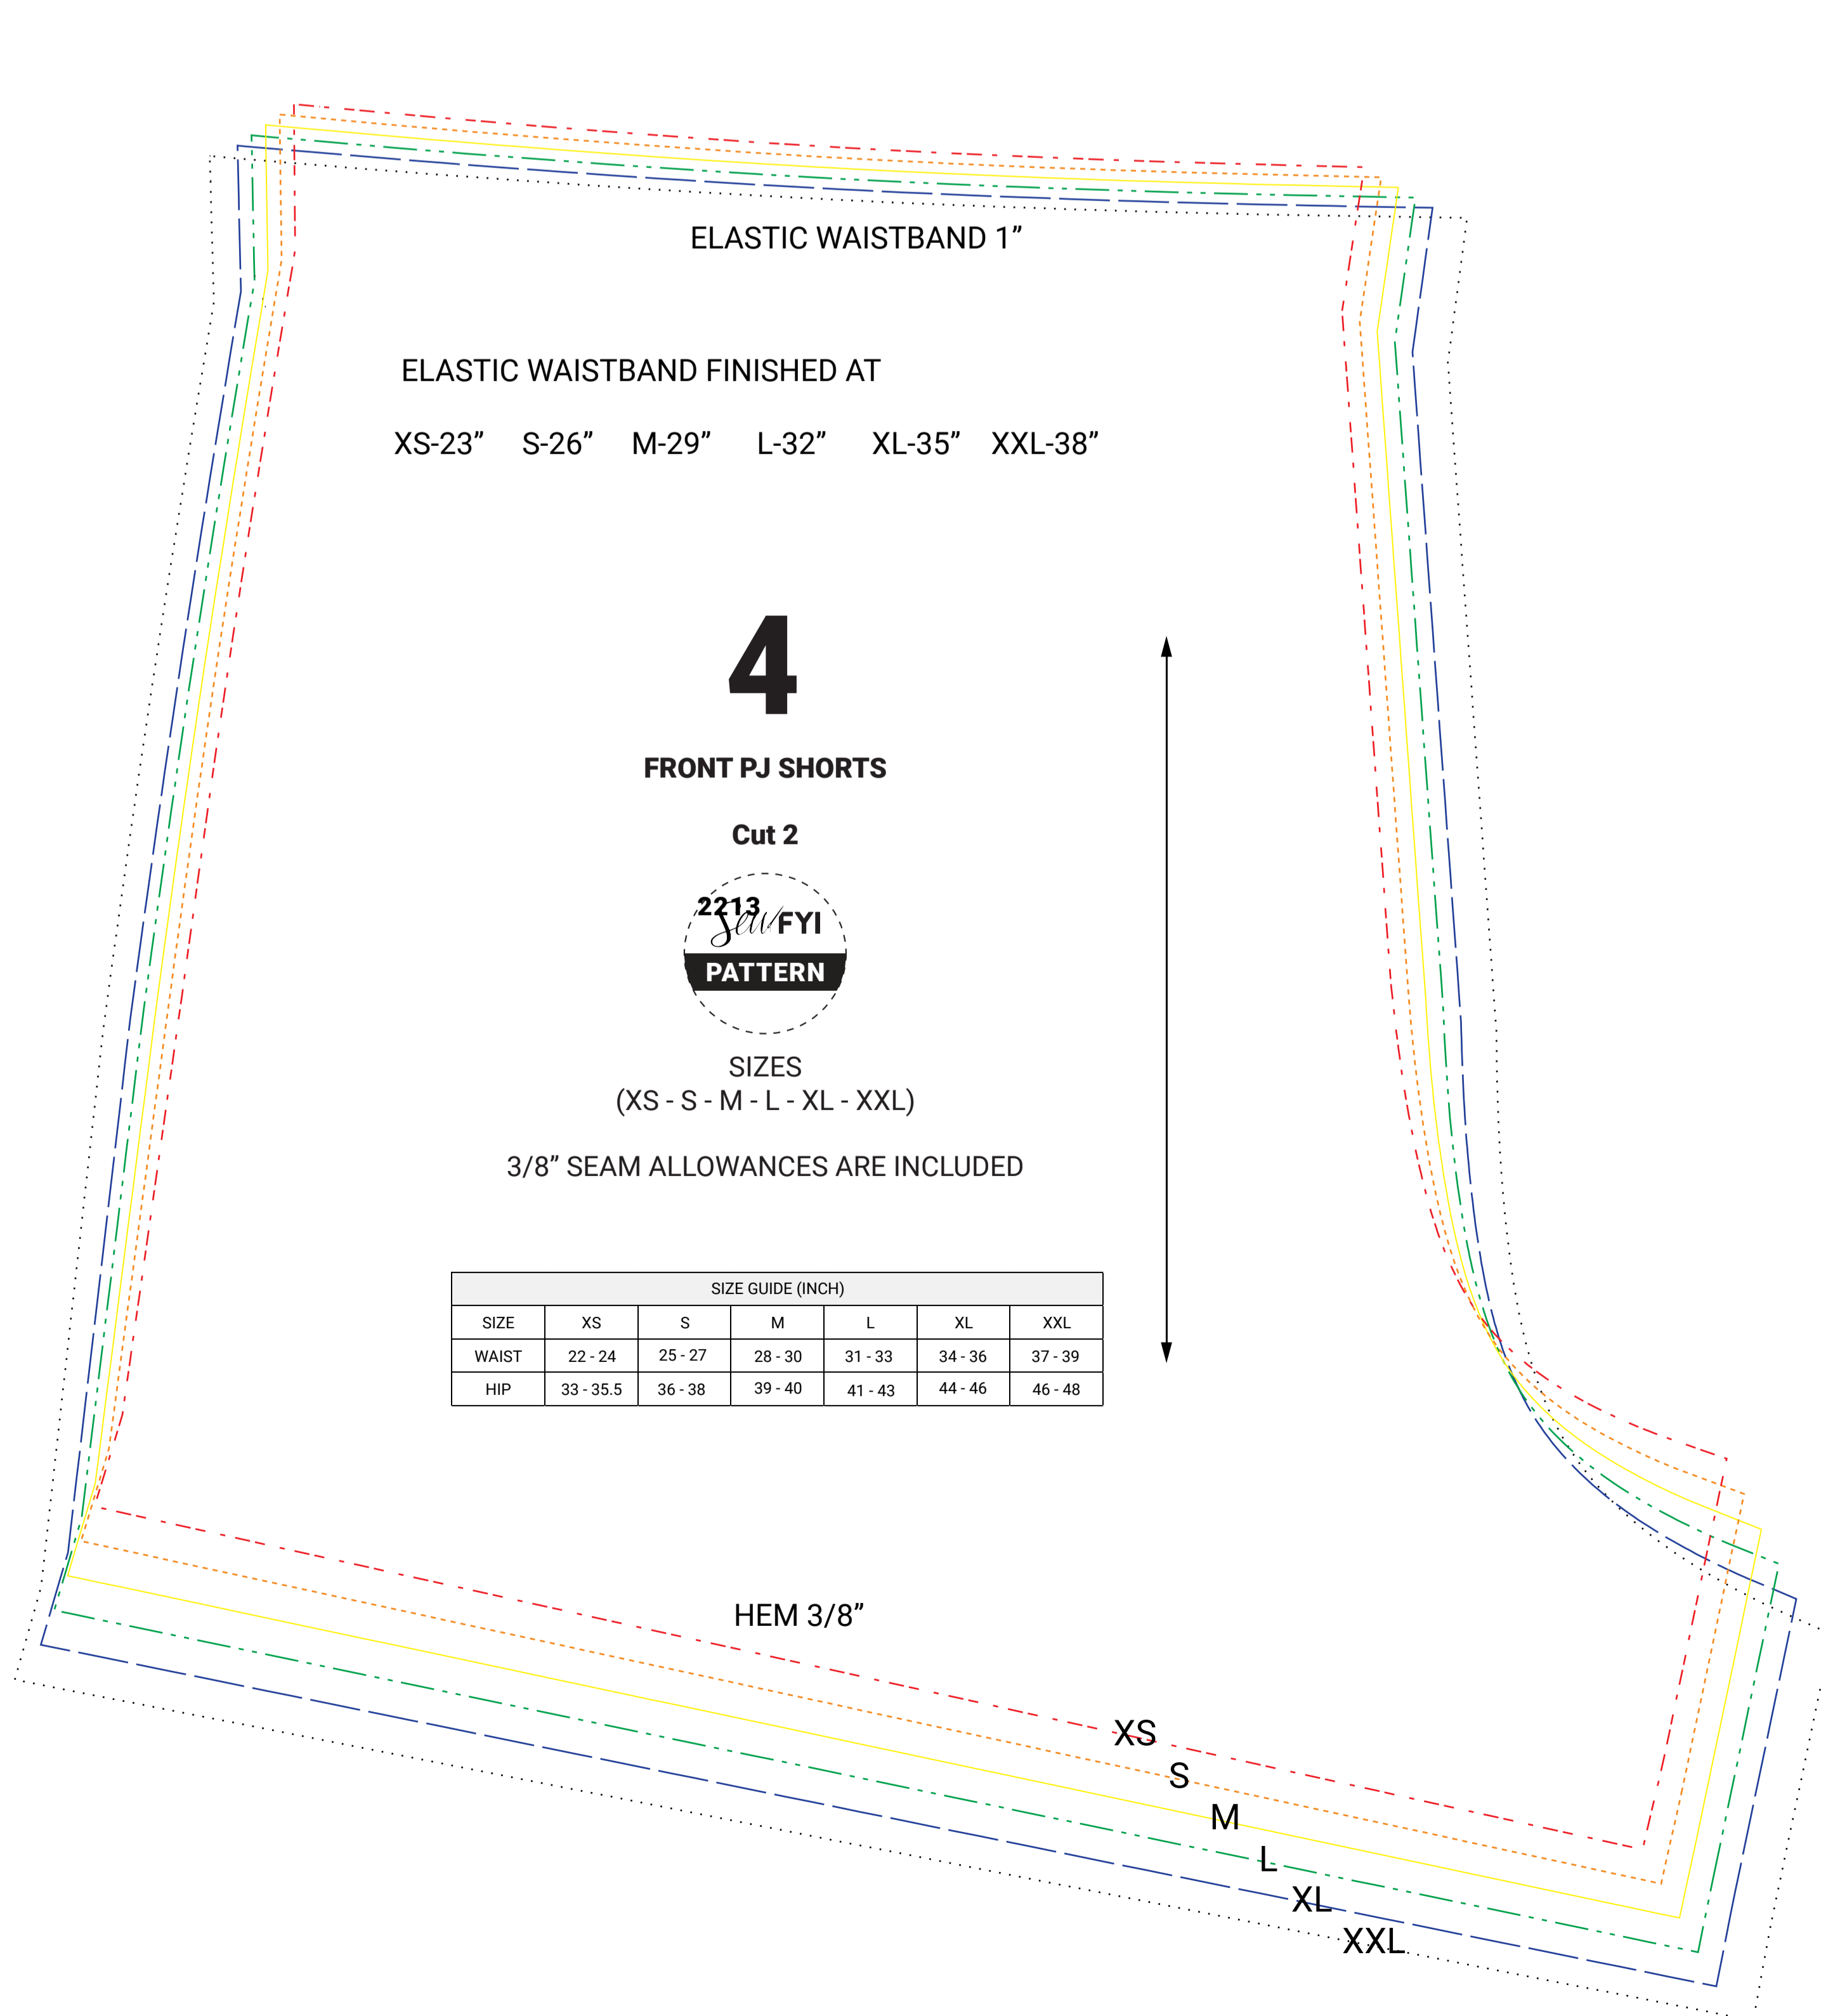 ELASTIC WAISTBAND 1”
ELASTIC WAISTBAND FINISHED AT
XS-23” S-26” M-29” L-32” XL-35” XXL-38”
4
FRONT PJ SHORTS
Cut 2
2213
Sew FYI
PATTERN
SIZES
(XS - S - M - L - XL - XXL)
3/8” SEAM ALLOWANCES ARE INCLUDED
SIZE GUIDE (INCH)
SIZE XS S M L XL XXL
WAIST 22 - 24 25 - 27 28 - 30 31 - 33 34 - 36 37 - 39
HIP 33 - 35.5 36 - 38 39 - 40 41 - 43 44 - 46 46 - 48
HEM 3/8”
XS
S
M
L
XL
XXL